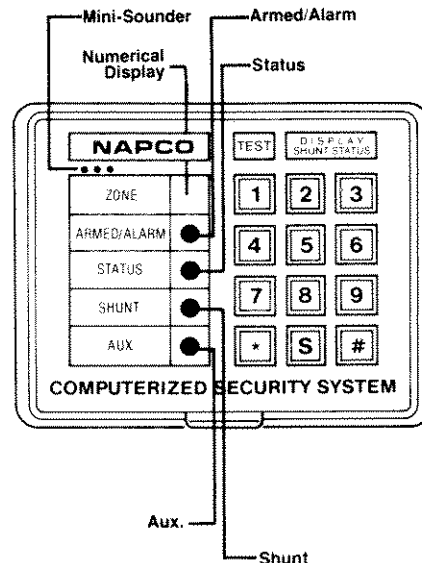 Mini-Sounder
Armed/Alarm
Numerical
Display
Status
NAPCO
TEST
DISPLAY
SHUNT STATUS
ZONE
ARMED/ALARM
STATUS
SHUNT
AUX
1 2 3
4 5 6
7 8 9
* S #
COMPUTERIZED SECURITY SYSTEM
Aux.
Shunt